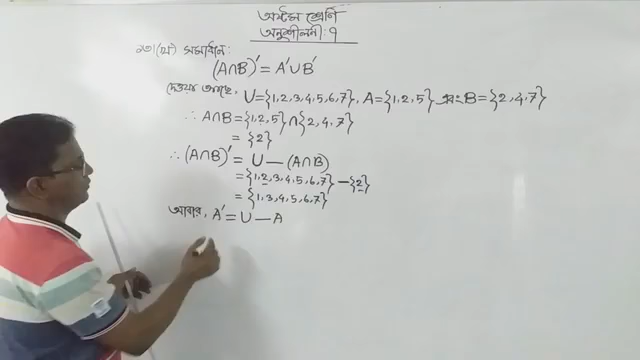 অষ্টম শ্রেণি
অনুশীলনী: ৭
১৩।(খ) সমাধান:
(A∩B)′ = A′∪B′
দেওয়া আছে, U={1,2,3,4,5,6,7}, A={1,2,5} এবং B={2,4,7}
∴ A∩B={1,2,5}∩{2,4,7}
= {2}
∴ (A∩B)′ = U — (A∩B)
={1,2,3,4,5,6,7} —{2}
= {1,3,4,5,6,7}
আবার, A′ = U — A